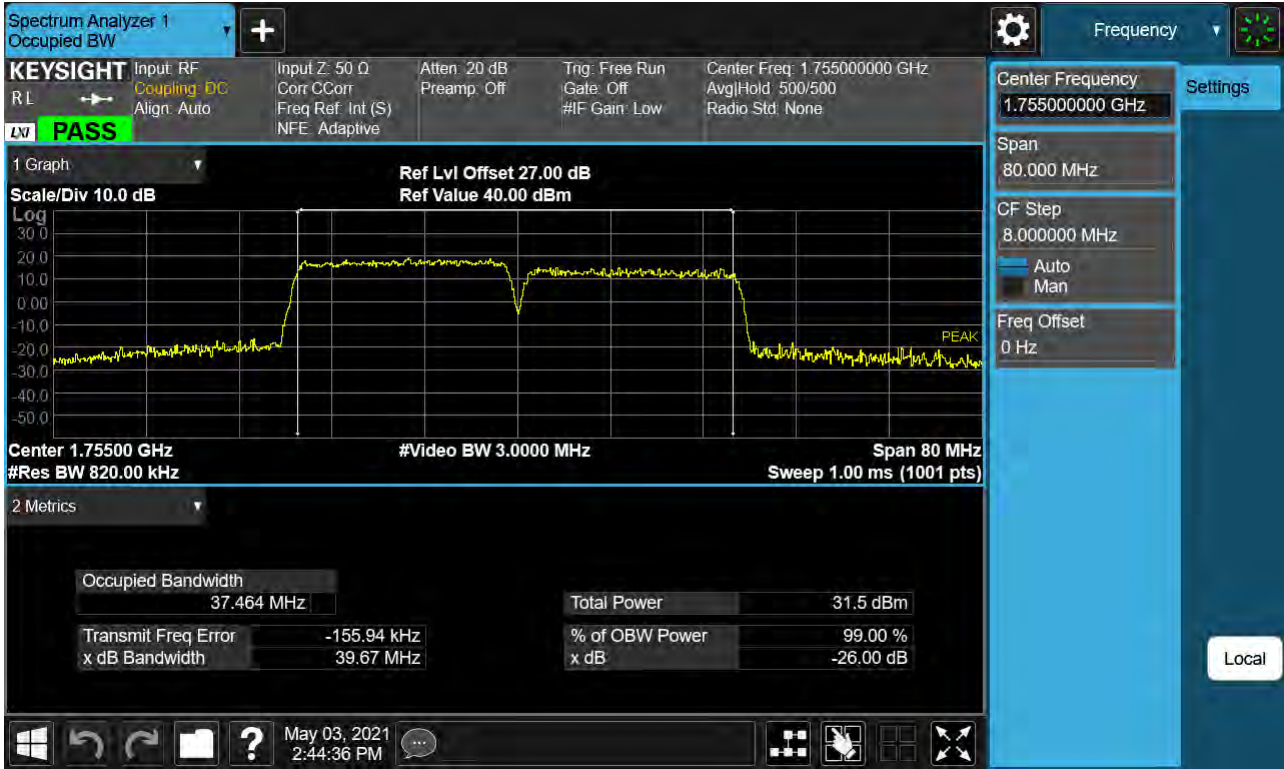 Spectrum Analyzer 1
Occupied BW
Frequency
KEYSIGHT
R L
LXI PASS
Input: RF
Coupling: DC
Align: Auto
Input Z: 50 Ω
Corr CCorr
Freq Ref: Int (S)
NFE: Adaptive
Atten: 20 dB
Preamp: Off
Trig: Free Run
Gate: Off
#IF Gain: Low
Center Freq: 1.755000000 GHz
Avg|Hold: 500/500
Radio Std: None
Center Frequency
1.755000000 GHz
Settings
Span
80.000 MHz
CF Step
8.000000 MHz
Auto
Man
Freq Offset
0 Hz
1 Graph
Scale/Div 10.0 dB
Ref Lvl Offset 27.00 dB
Ref Value 40.00 dBm
Log
30.0
20.0
10.0
0.00
-10.0
-20.0
-30.0
-40.0
-50.0
PEAK
Center 1.75500 GHz
#Video BW 3.0000 MHz
Span 80 MHz
#Res BW 820.00 kHz
Sweep 1.00 ms (1001 pts)
2 Metrics
Occupied Bandwidth
37.464 MHz
Total Power 31.5 dBm
Transmit Freq Error -155.94 kHz
% of OBW Power 99.00 %
x dB Bandwidth 39.67 MHz
x dB -26.00 dB
Local
?
May 03, 2021
2:44:36 PM